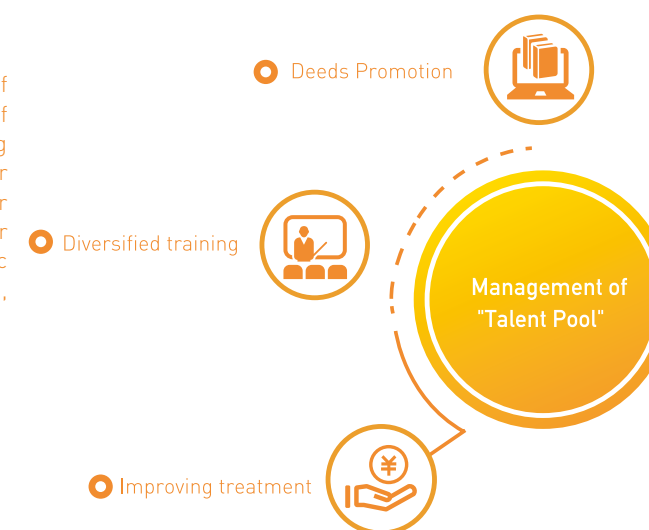 Deeds Promotion
Diversified training
Management of
"Talent Pool"
Improving treatment
¥